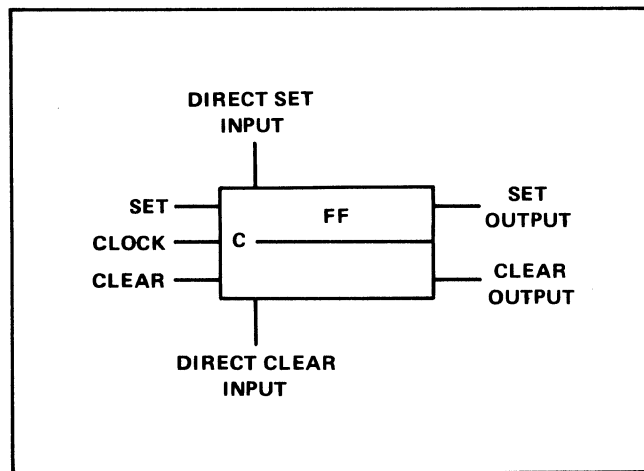 DIRECT SET
INPUT
SET
CLOCK
CLEAR
C
FF
SET
OUTPUT
CLEAR
OUTPUT
DIRECT CLEAR
INPUT